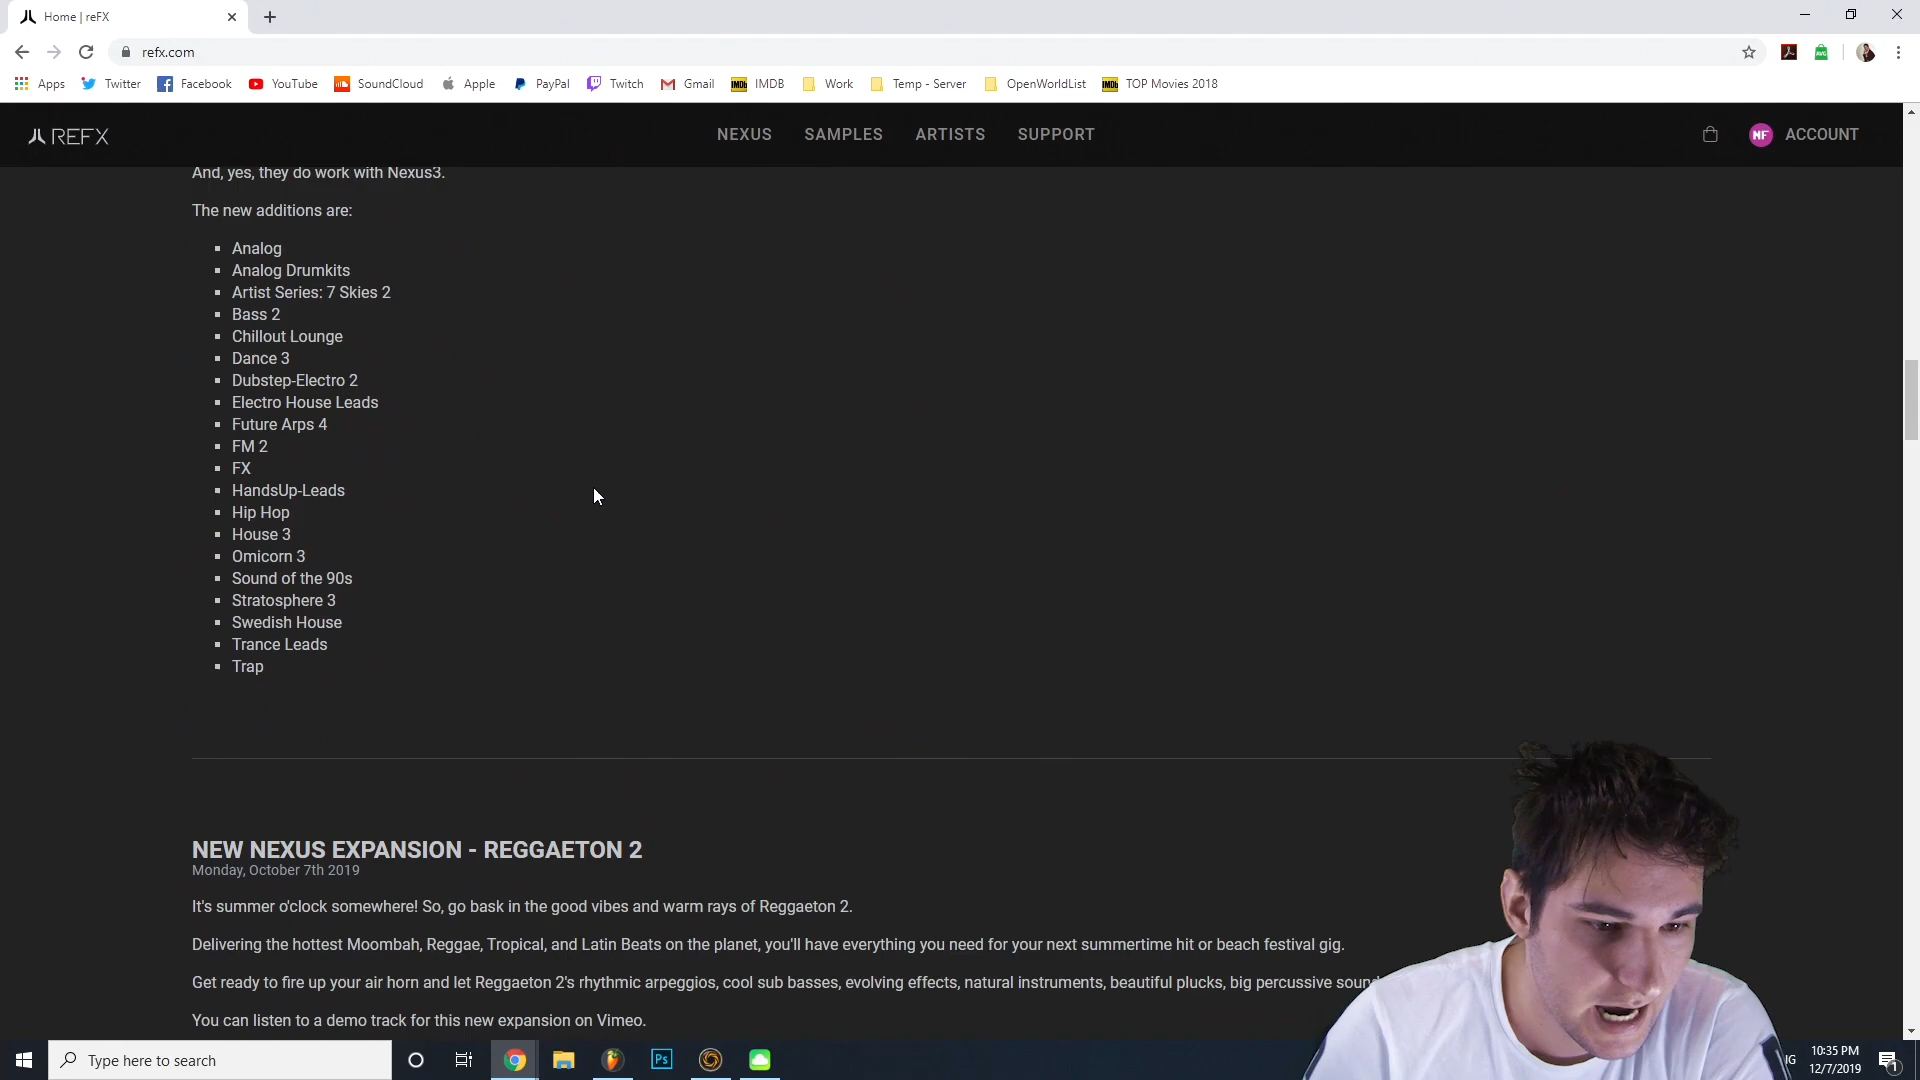 Home | reFX
refx.com
Apps
Twitter
Facebook
YouTube
SoundCloud
Apple
PayPal
Twitch
Gmail
IMDB
Work
Temp - Server
OpenWorldList
TOP Movies 2018
REFX
NEXUS
SAMPLES
ARTISTS
SUPPORT
NF
ACCOUNT
And, yes, they do work with Nexus3.
The new additions are:
Analog
Analog Drumkits
Artist Series: 7 Skies 2
Bass 2
Chillout Lounge
Dance 3
Dubstep-Electro 2
Electro House Leads
Future Arps 4
FM 2
FX
HandsUp-Leads
Hip Hop
House 3
Omicorn 3
Sound of the 90s
Stratosphere 3
Swedish House
Trance Leads
Trap
NEW NEXUS EXPANSION - REGGAETON 2
Monday, October 7th 2019
It's summer o'clock somewhere! So, go bask in the good vibes and warm rays of Reggaeton 2.
Delivering the hottest Moombah, Reggae, Tropical, and Latin Beats on the planet, you'll have everything you need for your next summertime hit or beach festival gig.
Get ready to fire up your air horn and let Reggaeton 2's rhythmic arpeggios, cool sub basses, evolving effects, natural instruments, beautiful plucks, big percussive soun
You can listen to a demo track for this new expansion on Vimeo.
Type here to search
Ps
IG
10:35 PM
12/7/2019
1